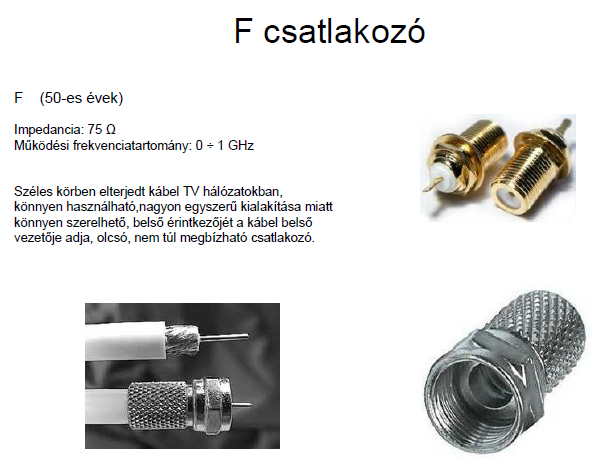 F csatlakozó
F (50-es évek)
Impedancia: 75 Ω
Működési frekvenciatartomány: 0 ÷ 1 GHz
Széles körben elterjedt kábel TV hálózatokban,
könnyen használható,nagyon egyszerű kialakítása miatt
könnyen szerelhető, belső érintkezőjét a kábel belső
vezetője adja, olcsó, nem túl megbízható csatlakozó.